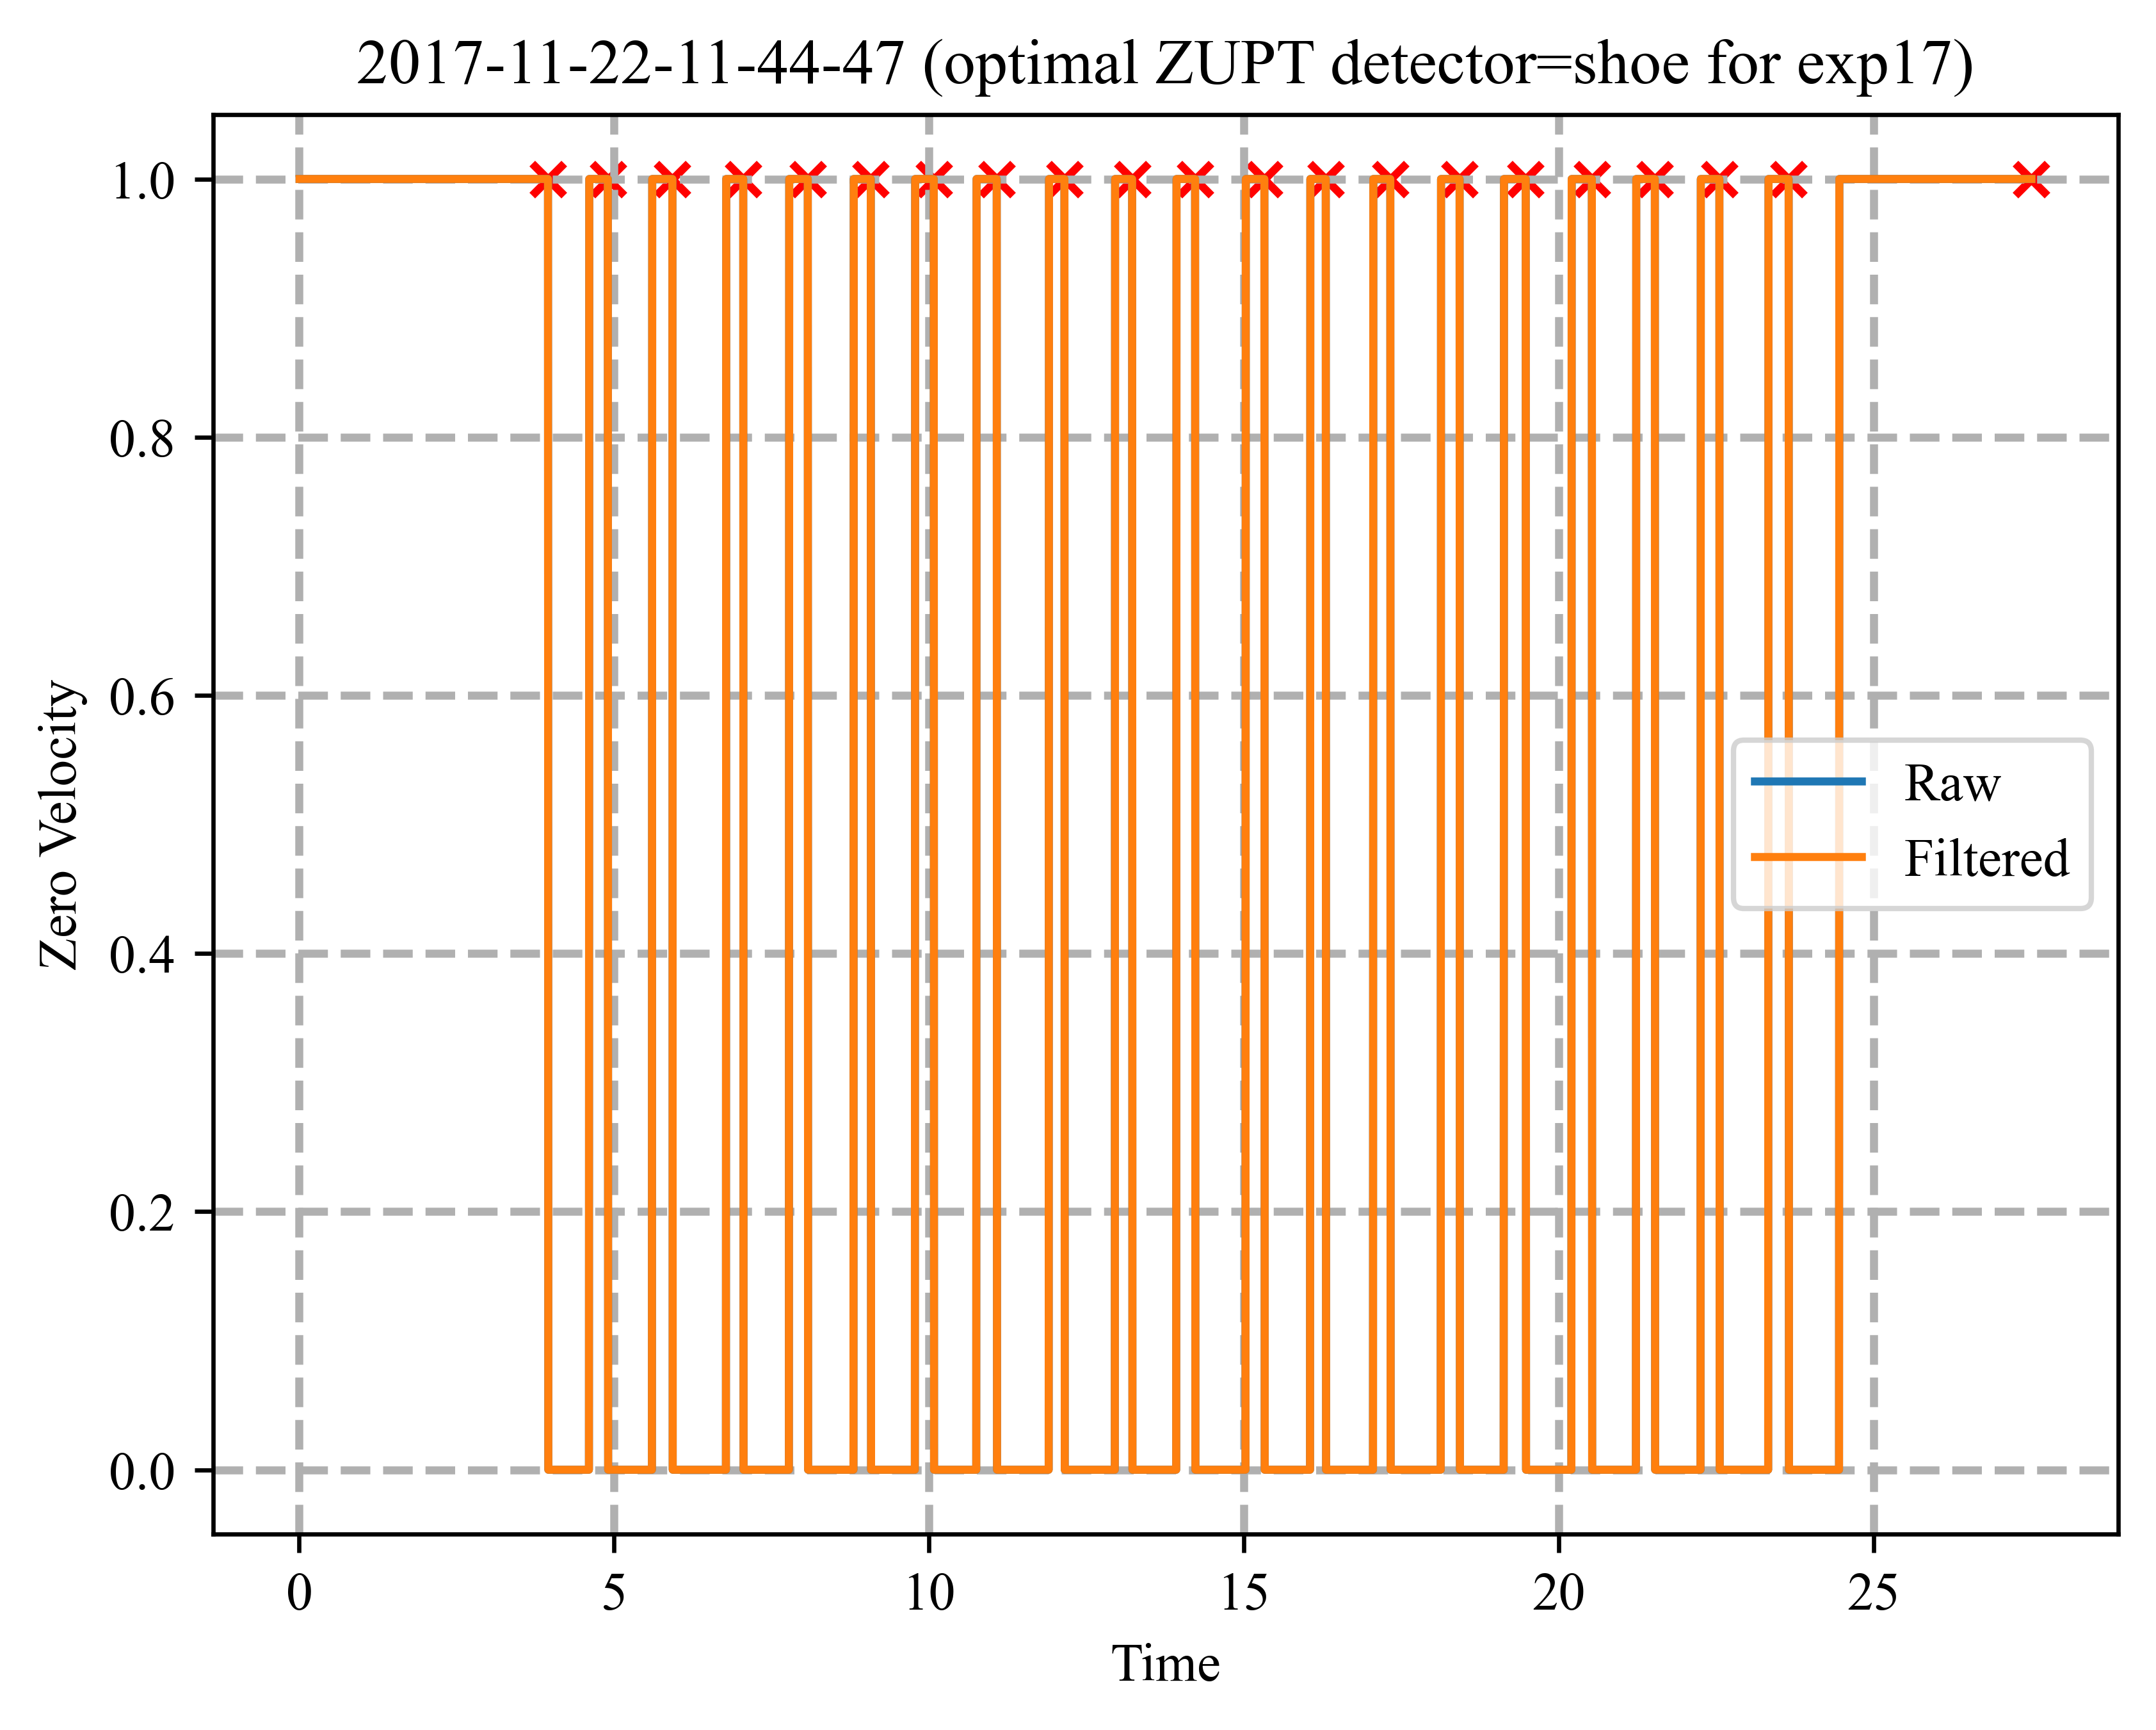 2017-11-22-11-44-47 (optimal ZUPT detector=shoe for exp17)
1.0
0.8
0.6
0.4
0.2
0.0
Zero Velocity
Raw
Filtered
0 5 10 15 20 25
Time